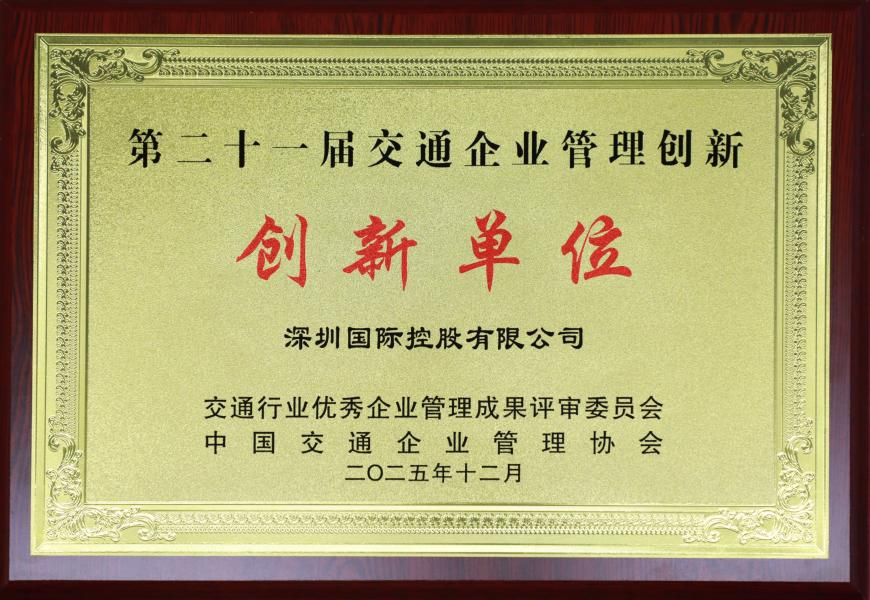 第二十一届交通企业管理创新
创新单位
深圳国际控股有限公司
交通行业优秀企业管理成果评审委员会
中国交通企业管理协会
二〇二五年十二月